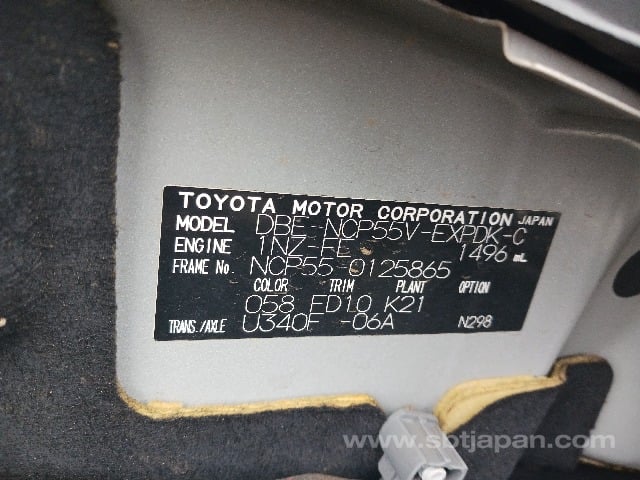 TOYOTA MOTOR CORPORATION JAPAN
MODEL DBE-NCP55V-EXPDK-C
ENGINE 1NZ-FE 1496 mL
FRAME No. NCP55-0125865
COLOR TRIM PLANT OPTION
058 FD10 K21
TRANS./AXLE U340F -06A N298
www.sbtjapan.com